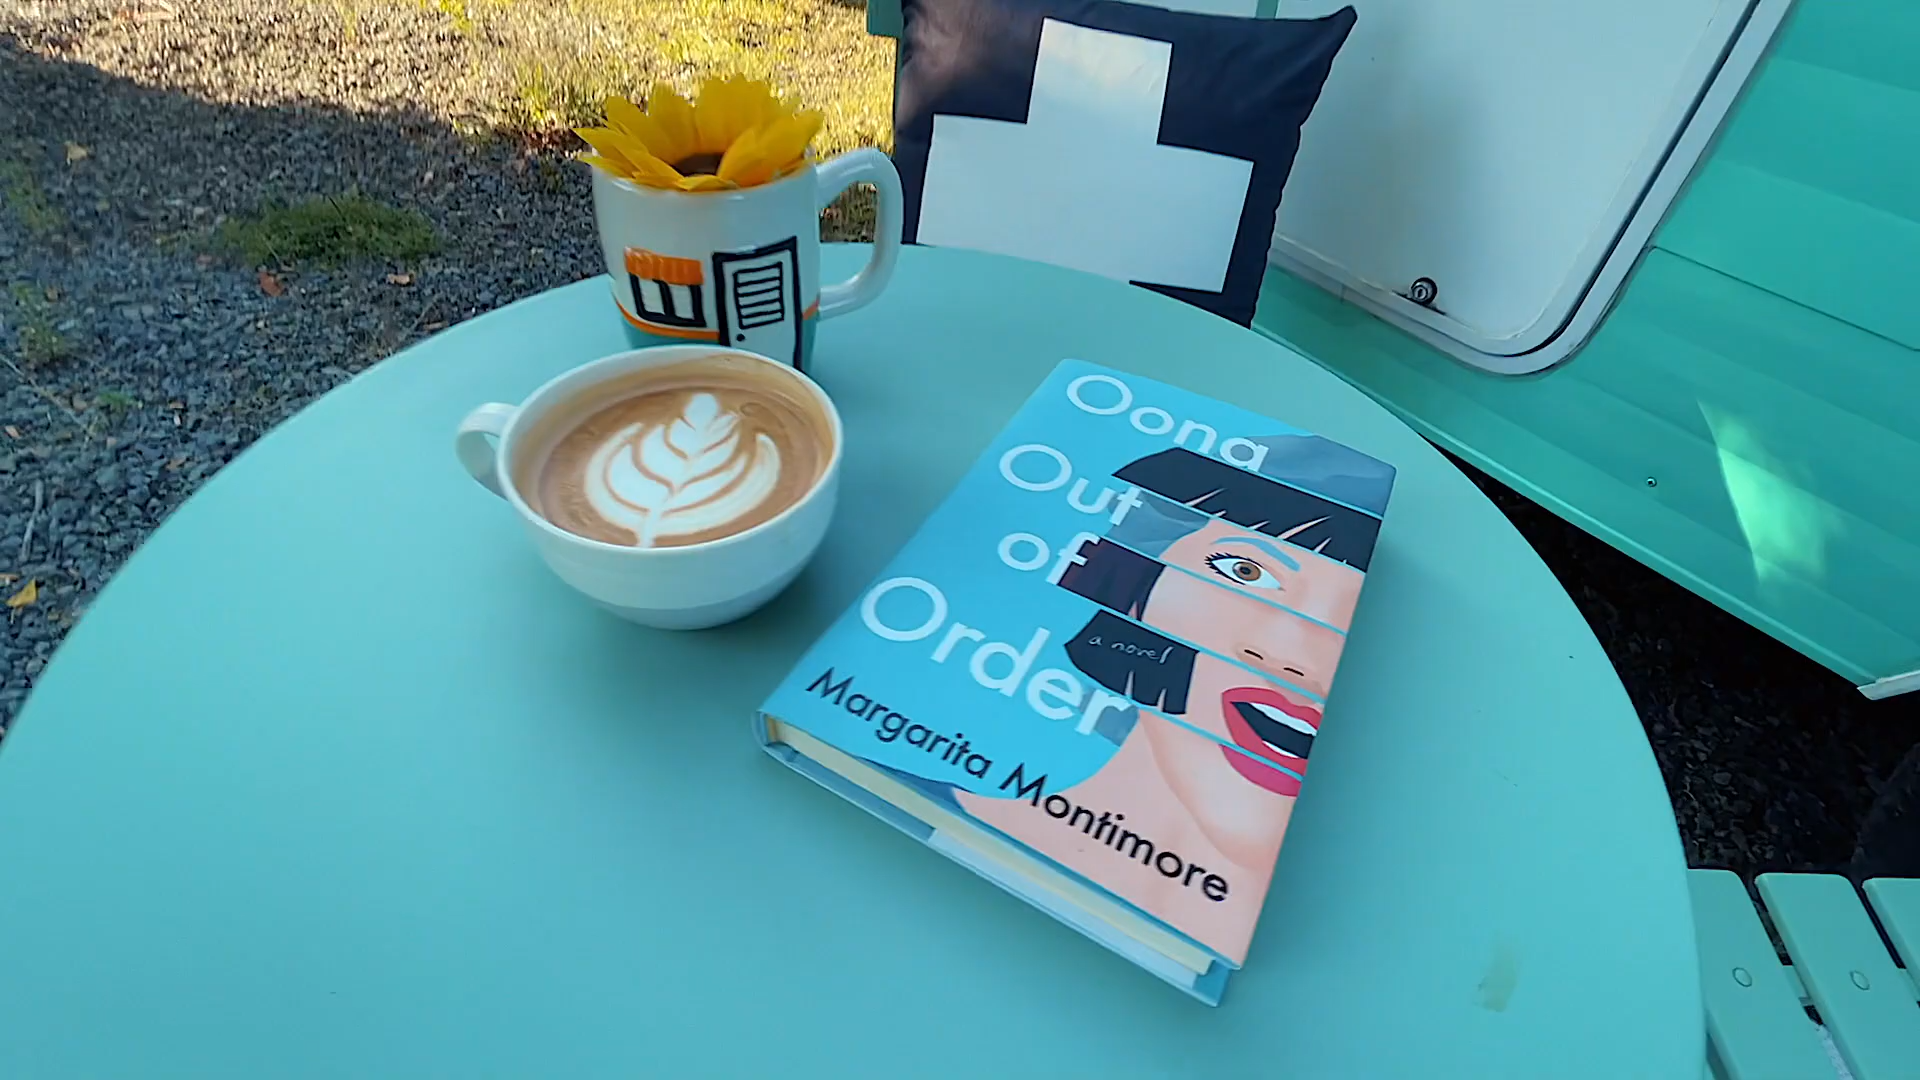 Oona
Out
of
Order
a novel
Margarita Montimore